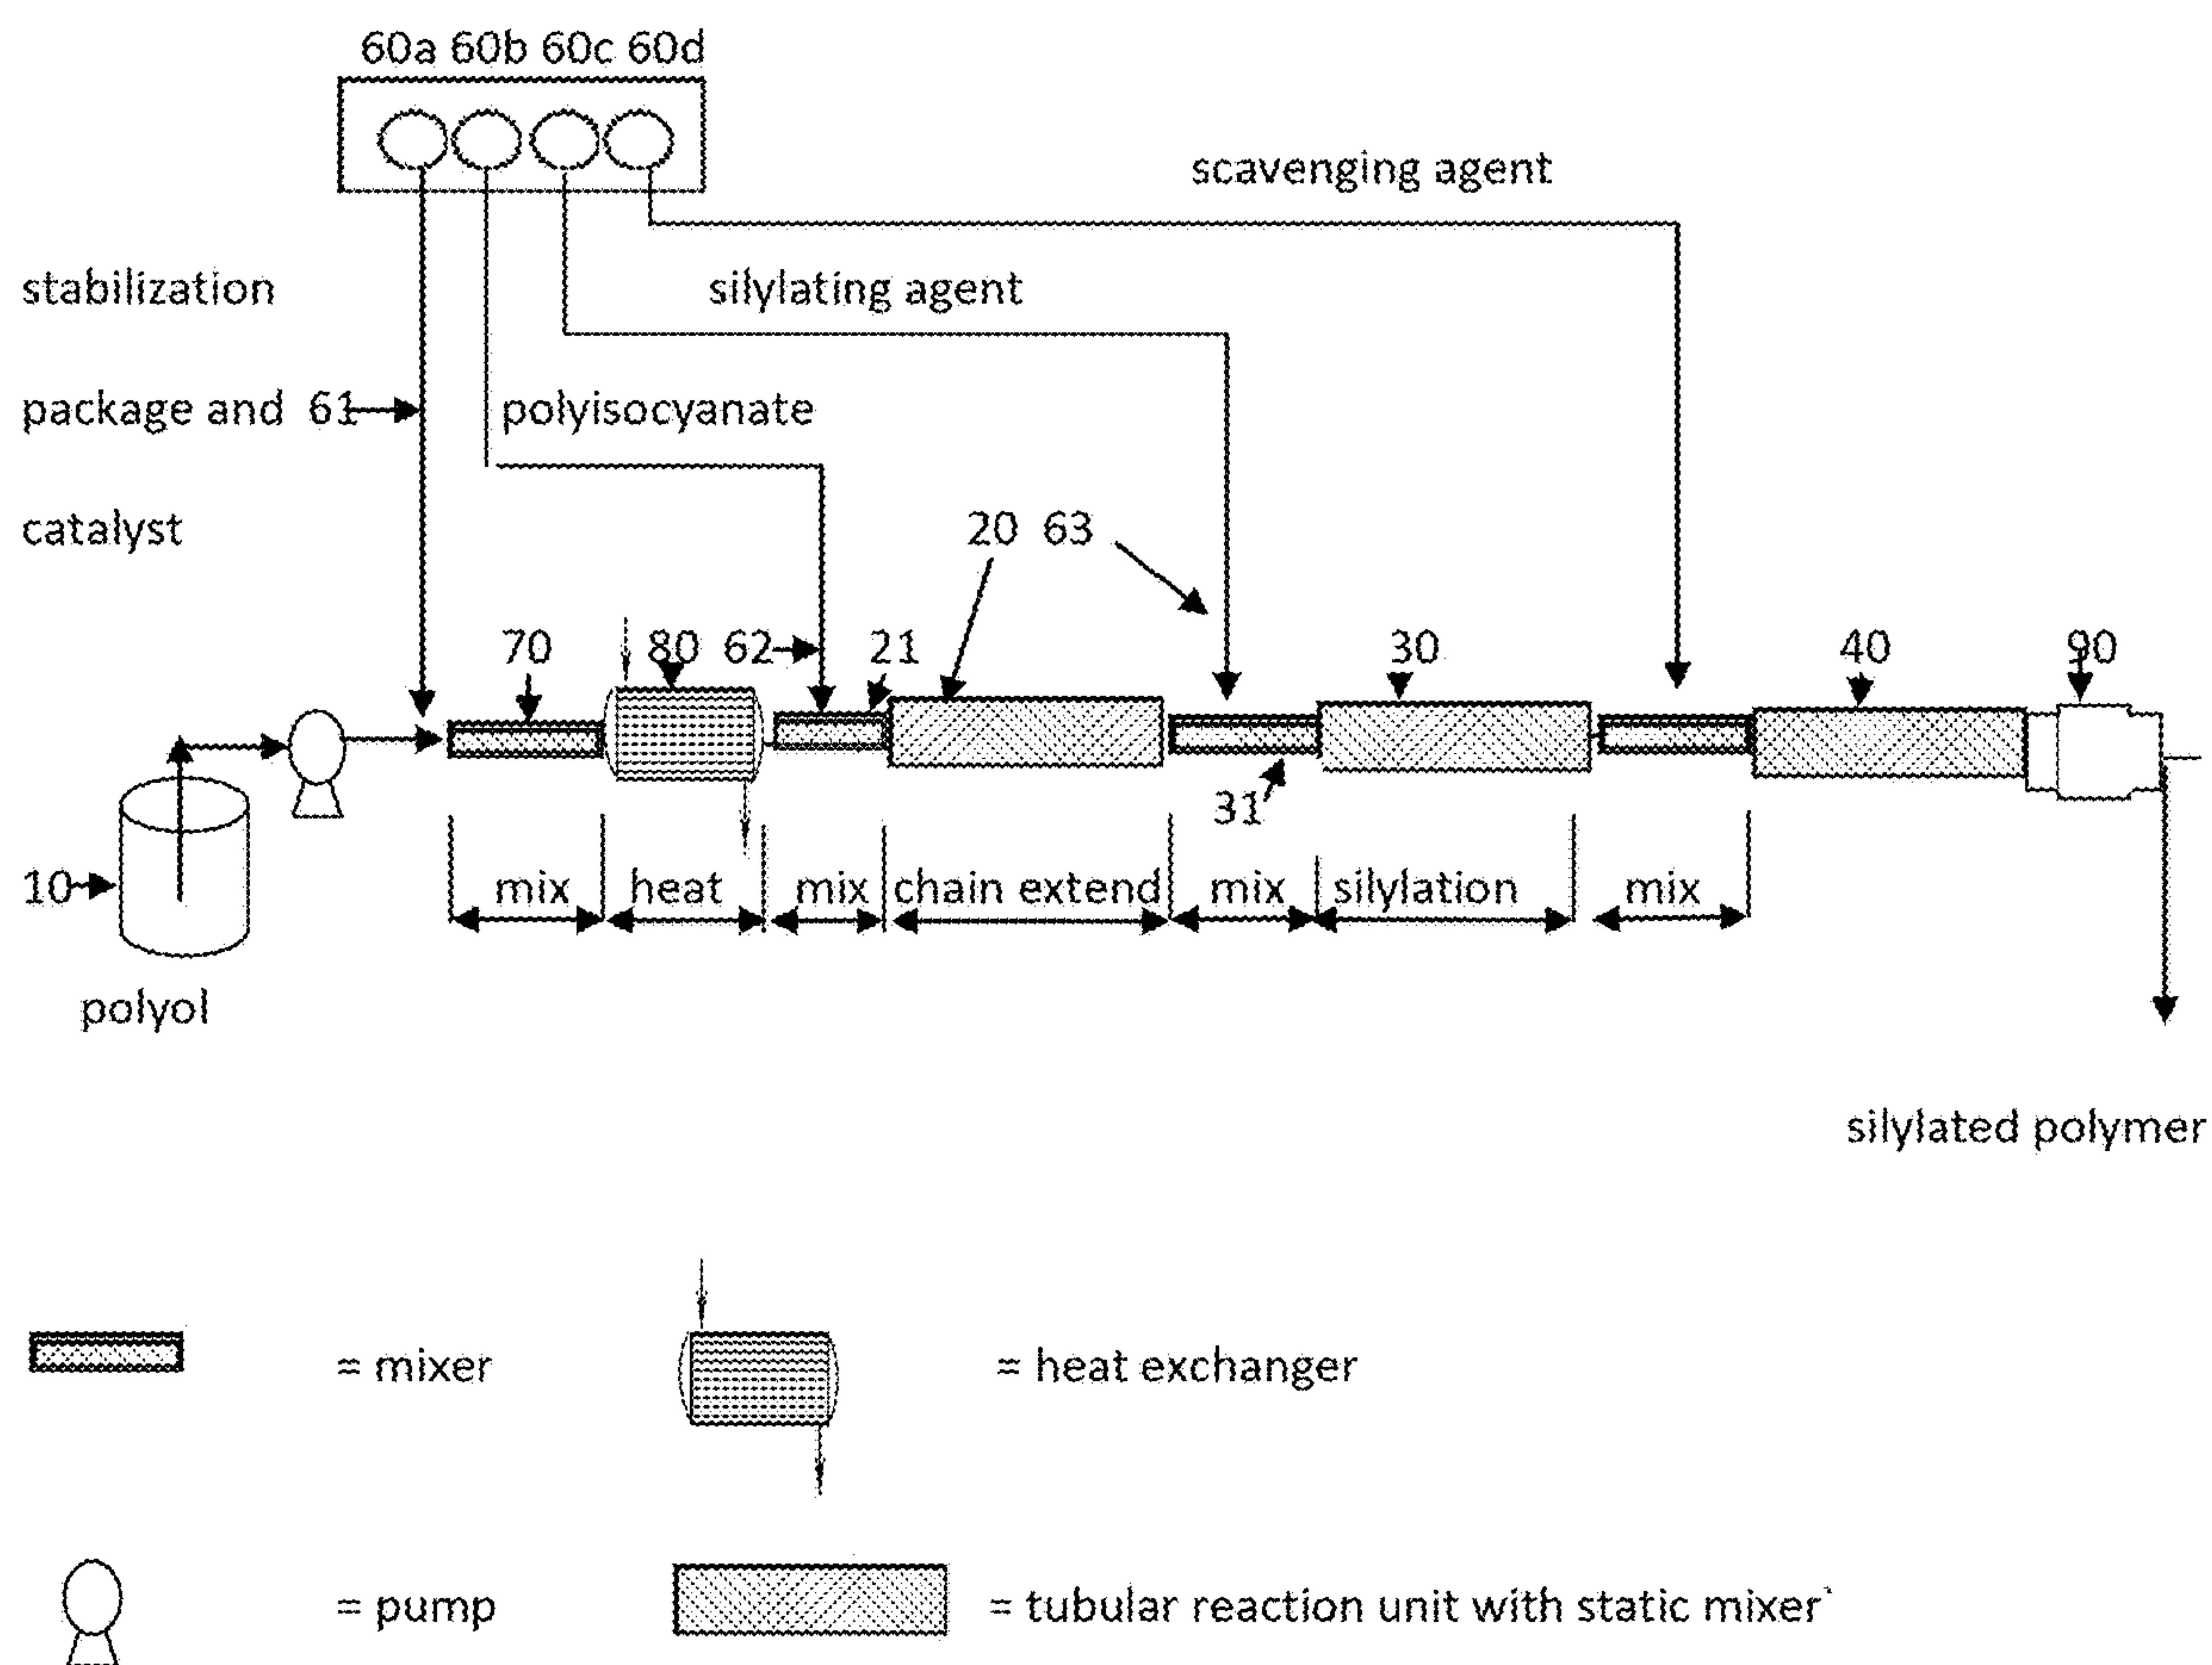 60a 60b 60c 60d
scavenging agent
stabilization
silylating agent
package and 61
polyisocyanate
catalyst
20 63
70
80
62
21
30
40
90
31
10
mix
heat
mix
chain extend
mix
silylation
mix
polyol
silylated polymer
= mixer
= heat exchanger
= pump
= tubular reaction unit with static mixer